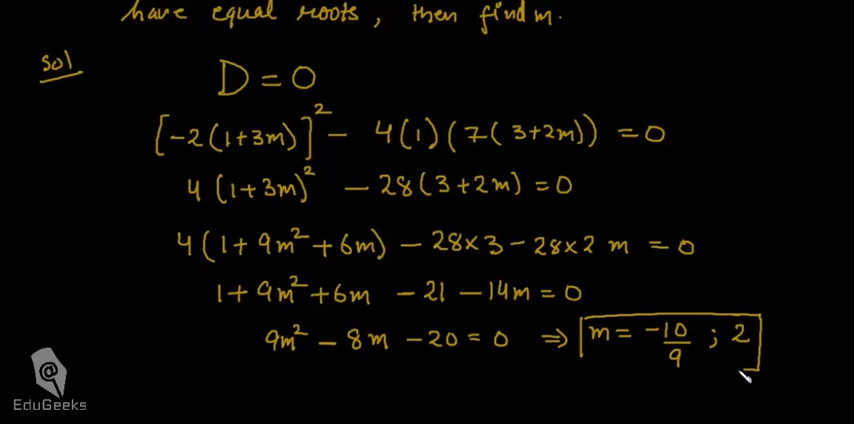 have equal roots, then find m.
Sol
D = 0
[-2(1+3m)]² - 4(1)(7(3+2m)) = 0
4(1+3m)² - 28(3+2m) = 0
4(1+9m²+6m) - 28×3 - 28×2 m = 0
1+9m²+6m - 21 - 14m = 0
9m² - 8m - 20 = 0 ⇒ m = -10/9 ; 2
@
EduGeeks